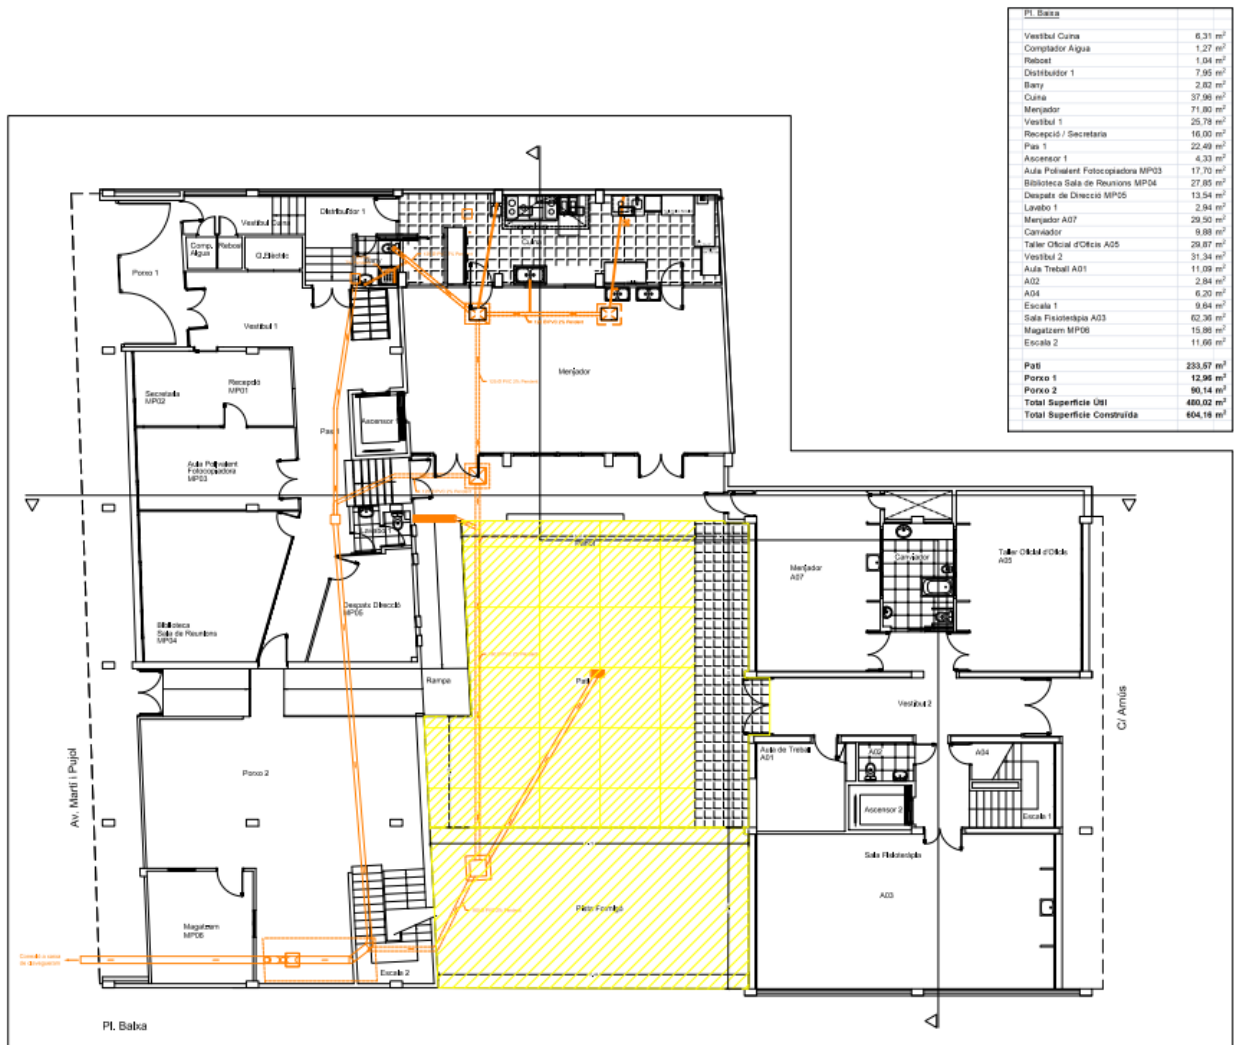 Pl. Baixa
Vestíbul Cuina 6,31 m²
Comptador Aigua 1,27 m²
Rebost 1,04 m²
Distribuïdor 1 7,95 m²
Bany 2,82 m²
Cuina 37,96 m²
Menjador 71,80 m²
Vestíbul 1 25,78 m²
Recepció / Secretaria 16,00 m²
Pas 1 22,49 m²
Ascensor 1 4,33 m²
Aula Polivalent Fotocopiadora MP03 17,70 m²
Biblioteca Sala de Reunions MP04 27,85 m²
Despats de Direcció MP05 13,54 m²
Lavabo 1 2,94 m²
Menjador A07 29,50 m²
Canviador 9,88 m²
Taller Oficial d'Oficis A05 29,87 m²
Vestíbul 2 31,34 m²
Aula Treball A01 11,09 m²
A02 2,84 m²
A04 6,20 m²
Escala 1 9,64 m²
Sala Fisioteràpia A03 62,36 m²
Magatzem MP06 15,86 m²
Escala 2 11,66 m²
Pati 233,57 m²
Porxo 1 12,96 m²
Porxo 2 90,14 m²
Total Superfície Útil 480,02 m²
Total Superfície Construïda 604,16 m²
Distribuïdor 1
Vestíbul Cuina
Comp.
Aigua
Rebost
Q.Elèctric
Bany
Cuina
Porxo 1
Vestíbul 1
Menjador
Recepció
MP01
Secretaria
MP02
Ascensor 1
Pas 1
Aula Polivalent
Fotocopiadora
MP03
Menjador
A07
Canviador
Taller Oficial d'Oficis
A05
Despats Direcció
MP05
Biblioteca
Sala de Reunions
MP04
Rampa
Pati
Vestíbul 2
C/ Amús
Av. Martí i Pujol
Porxo 2
Aula de Treball
A01
A02
A04
Ascensor 2
Escala 1
Sala Fisioteràpia
A03
Magatzem
MP06
Pista Formigó
Escala 2
Pl. Baixa